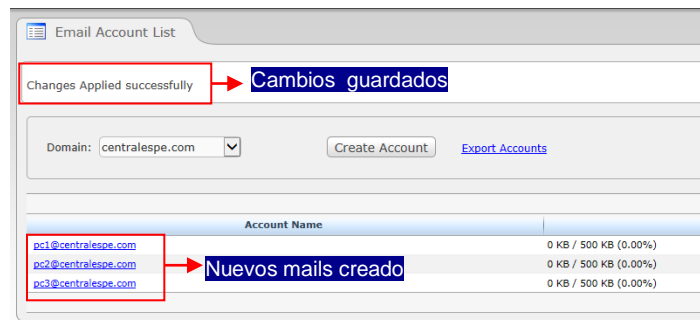 Email Account List
Changes Applied successfully
Cambios guardados
Domain: centralespe.com Create Account Export Accounts
Account Name
pc1@centralespe.com 0 KB / 500 KB (0.00%)
pc2@centralespe.com 0 KB / 500 KB (0.00%)
Nuevos mails creado
pc3@centralespe.com 0 KB / 500 KB (0.00%)